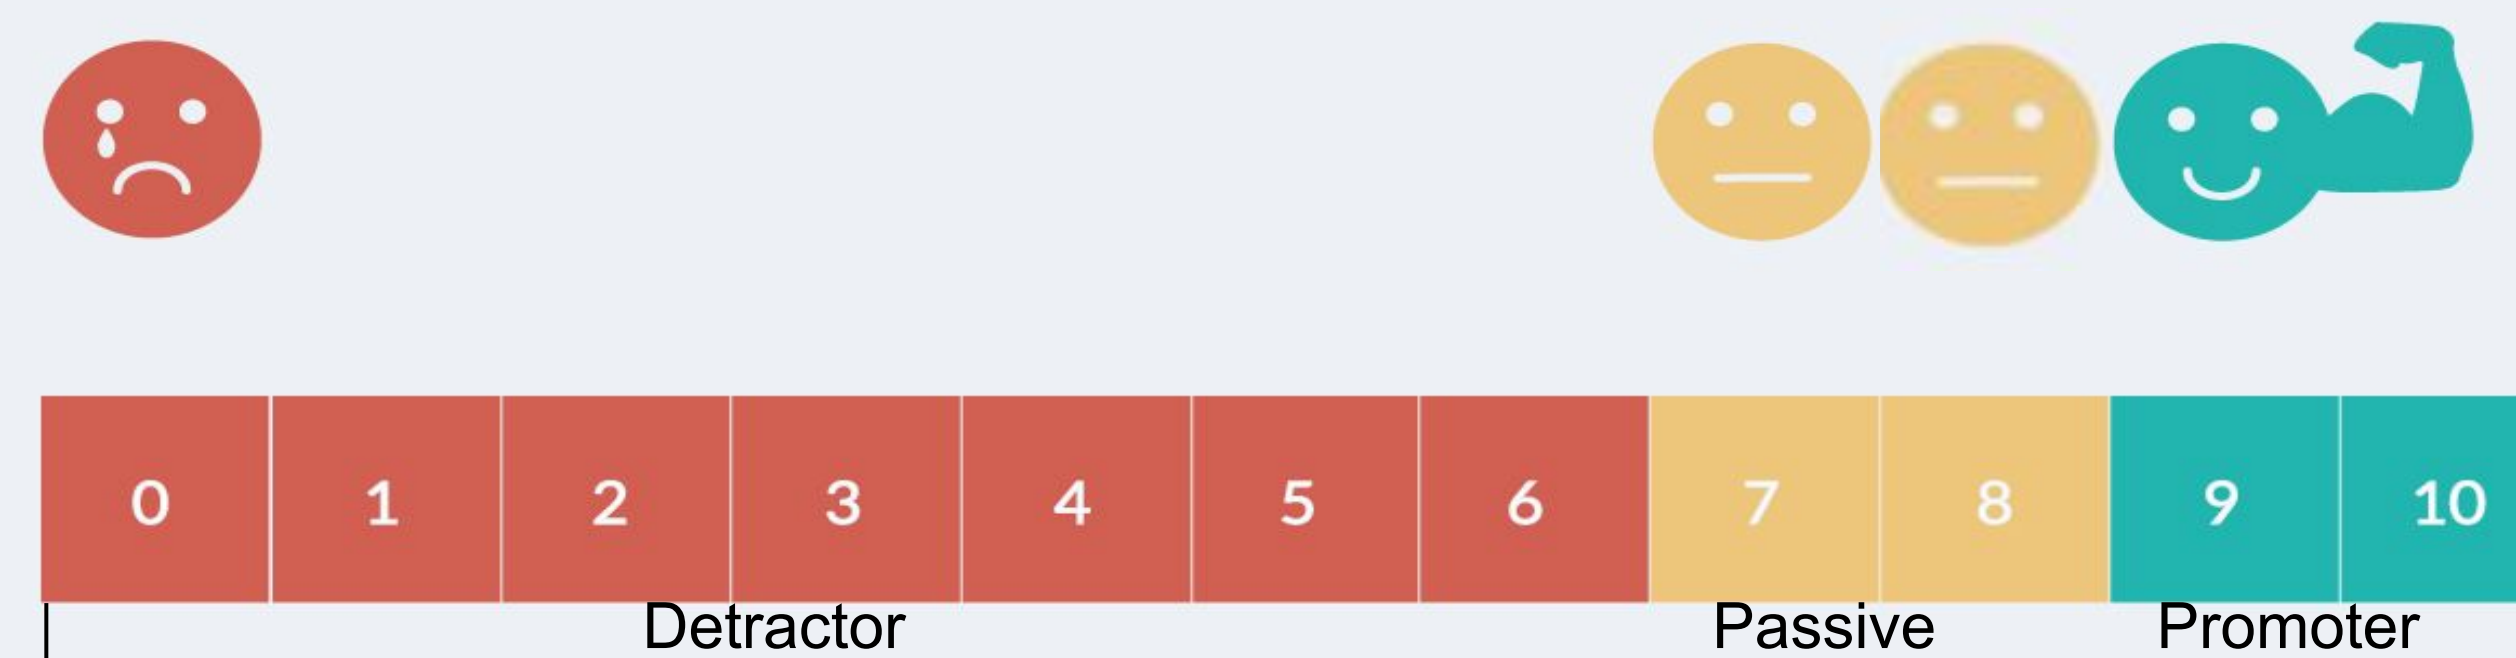 0 1 2 3 4 5 6 7 8 9 10
Detractor Passive Promoter